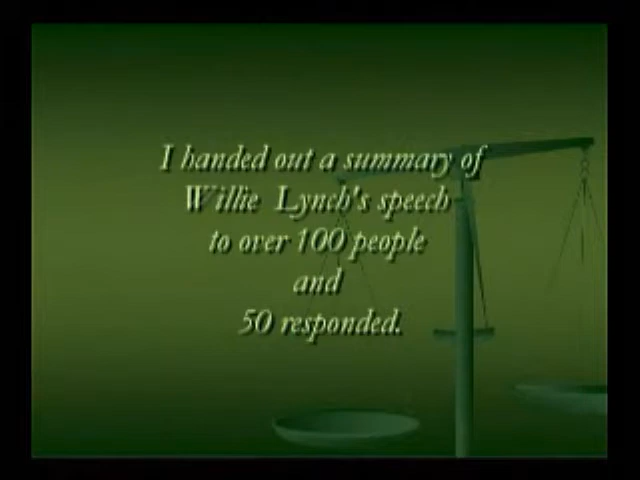 I handed out a summary of
Willie Lynch's speech
to over 100 people
and
50 responded.